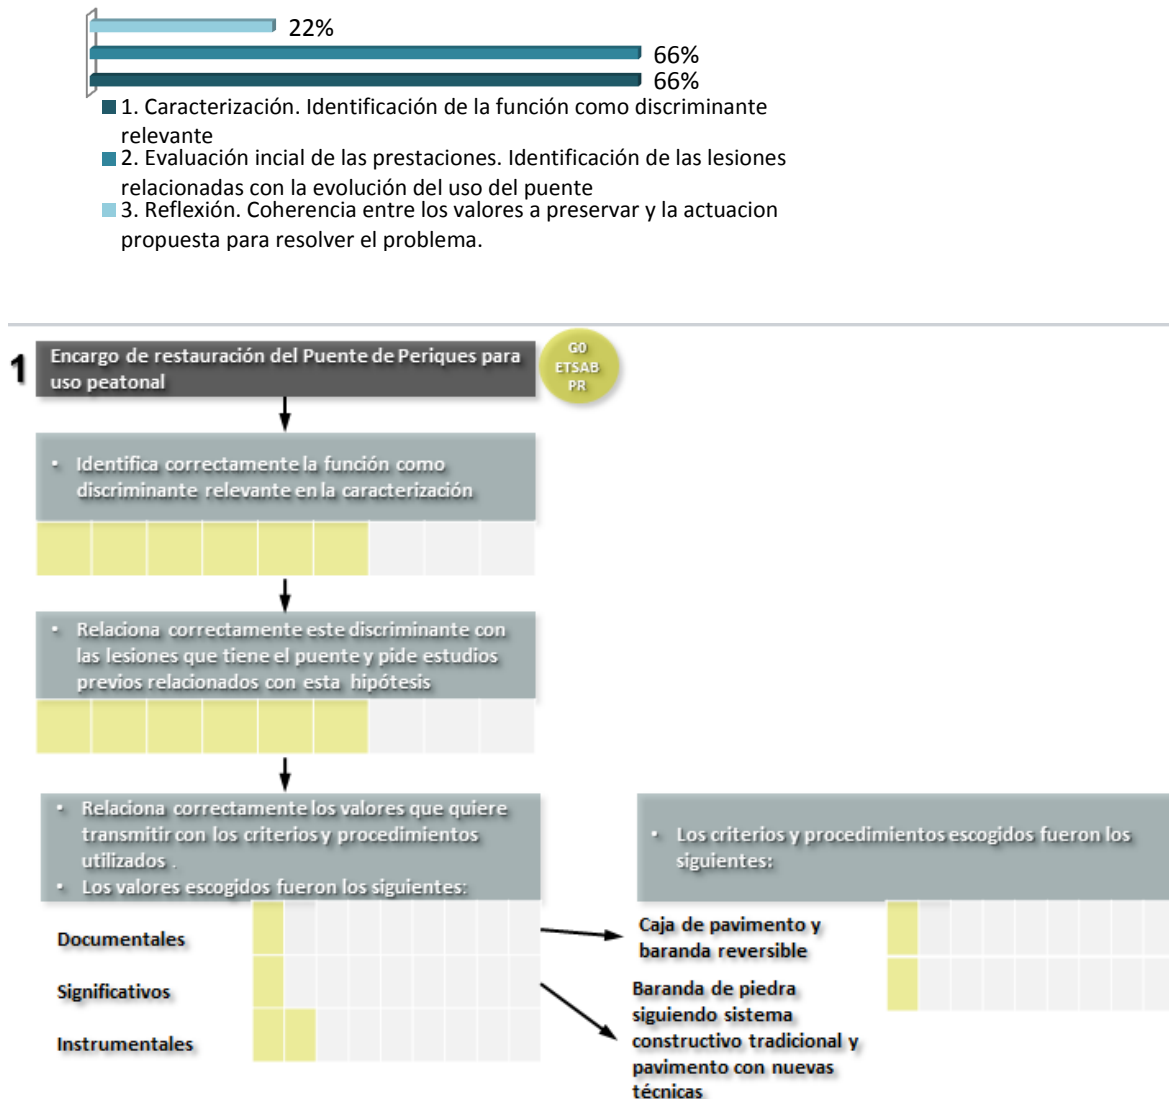 22%
66%
66%
1. Caracterización. Identificación de la función como discriminante
relevante
2. Evaluación incial de las prestaciones. Identificación de las lesiones
relacionadas con la evolución del uso del puente
3. Reflexión. Coherencia entre los valores a preservar y la actuacion
propuesta para resolver el problema.
1
Encargo de restauración del Puente de Periques para
uso peatonal
G0
ETSAB
PR
• Identifica correctamente la función como
discriminante relevante en la caracterización
• Relaciona correctamente este discriminante con
las lesiones que tiene el puente y pide estudios
previos relacionados con esta hipótesis
• Relaciona correctamente los valores que quiere
transmitir con los criterios y procedimientos
utilizados .
• Los valores escogidos fueron los siguientes:
• Los criterios y procedimientos escogidos fueron los
siguientes:
Documentales
Significativos
Instrumentales
Caja de pavimento y
baranda reversible
Baranda de piedra
siguiendo sistema
constructivo tradicional y
pavimento con nuevas
técnicas